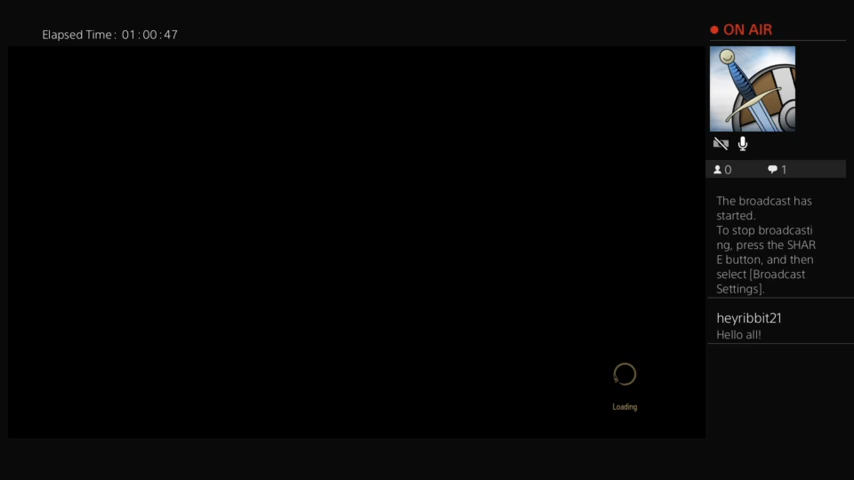 Elapsed Time: 01:00:47
ON AIR
0 1
The broadcast has
started.
To stop broadcasti
ng, press the SHAR
E button, and then
select [Broadcast
Settings].
heyribbit21
Hello all!
Loading